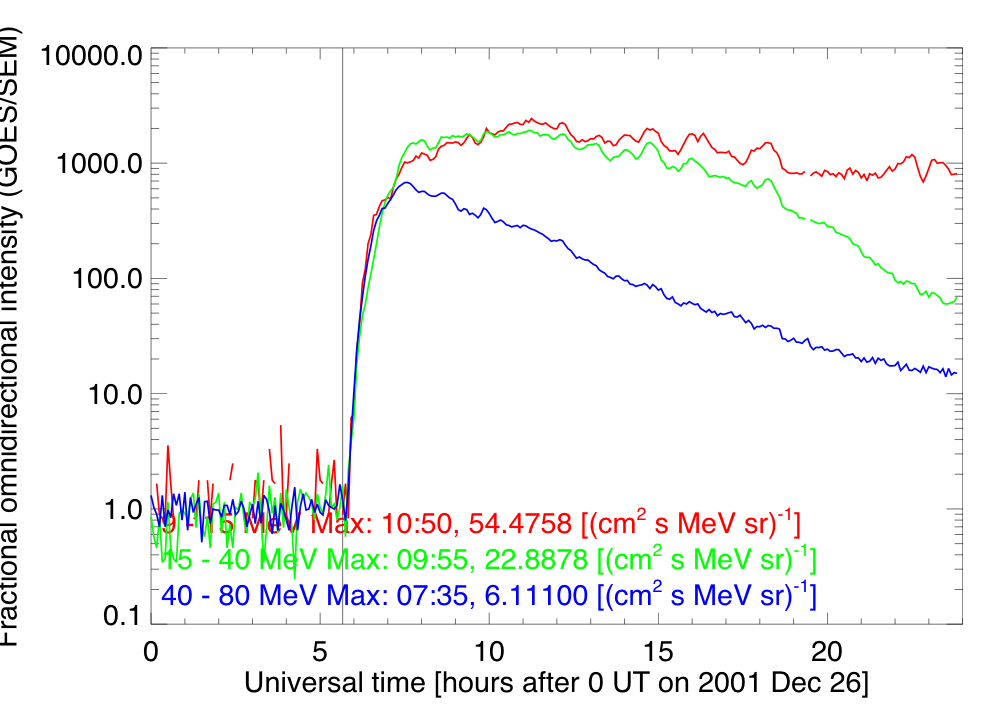 Fractional omnidirectional intensity (GOES/SEM)
10000.0
1000.0
100.0
10.0
1.0
0.1
9 - 15 MeV Max: 10:50, 54.4758 [(cm² s MeV sr)⁻¹]
15 - 40 MeV Max: 09:55, 22.8878 [(cm² s MeV sr)⁻¹]
40 - 80 MeV Max: 07:35, 6.11100 [(cm² s MeV sr)⁻¹]
0 5 10 15 20
Universal time [hours after 0 UT on 2001 Dec 26]